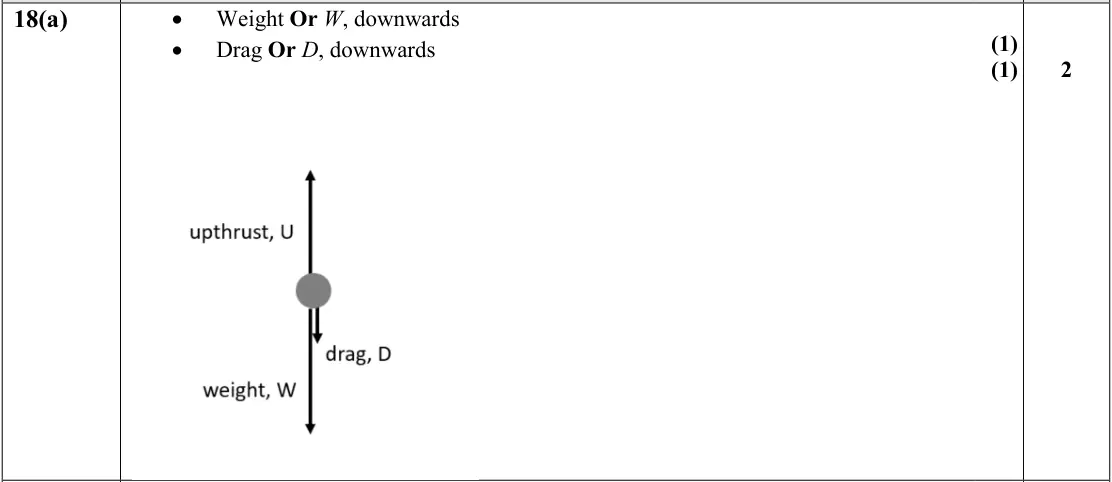 18(a)
• Weight Or W, downwards
• Drag Or D, downwards
(1)
(1)
2
upthrust, U
drag, D
weight, W